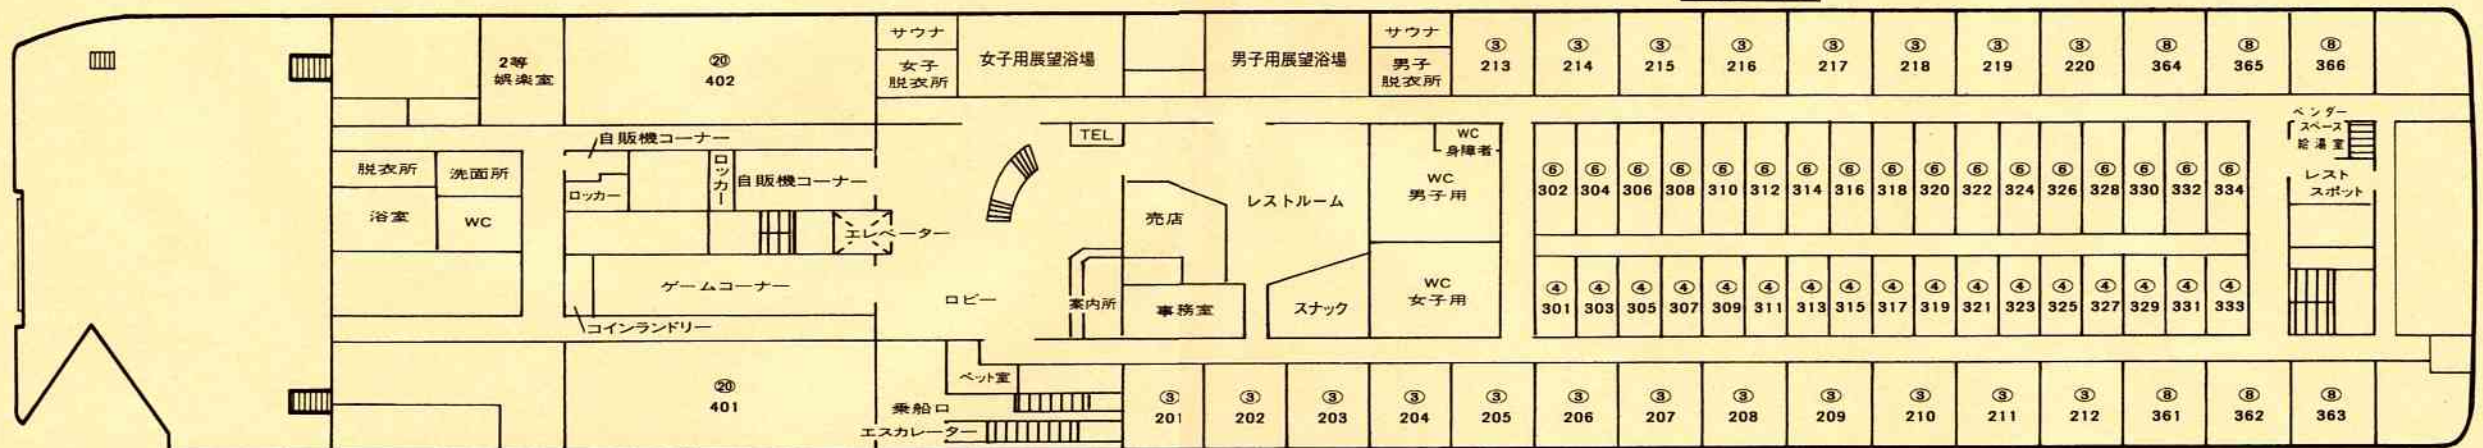 2等
娯楽室
⑳
402
サウナ
女子
脱衣所
女子用展望浴場
男子用展望浴場
サウナ
男子
脱衣所
③
213
③
214
③
215
③
216
③
217
③
218
③
219
③
220
⑧
364
⑧
365
⑧
366
自販機コーナー
脱衣所
洗面所
浴室
WC
ロッカー
ロッカー
自販機コーナー
エレベーター
ゲームコーナー
コインランドリー
TEL
ロビー
案内所
売店
事務室
レストルーム
スナック
WC
身障者
WC
男子用
WC
女子用
⑥
302
⑥
304
⑥
306
⑥
308
⑥
310
⑥
312
⑥
314
⑥
316
⑥
318
⑥
320
⑥
322
⑥
324
⑥
326
⑥
328
⑥
330
⑥
332
⑥
334
④
301
④
303
④
305
④
307
④
309
④
311
④
313
④
315
④
317
④
319
④
321
④
323
④
325
④
327
④
329
④
331
④
333
ベンダー
スペース
給湯室
レスト
スポット
⑳
401
ペット室
乗船口
エスカレーター
③
201
③
202
③
203
③
204
③
205
③
206
③
207
③
208
③
209
③
210
③
211
③
212
⑧
361
⑧
362
⑧
363